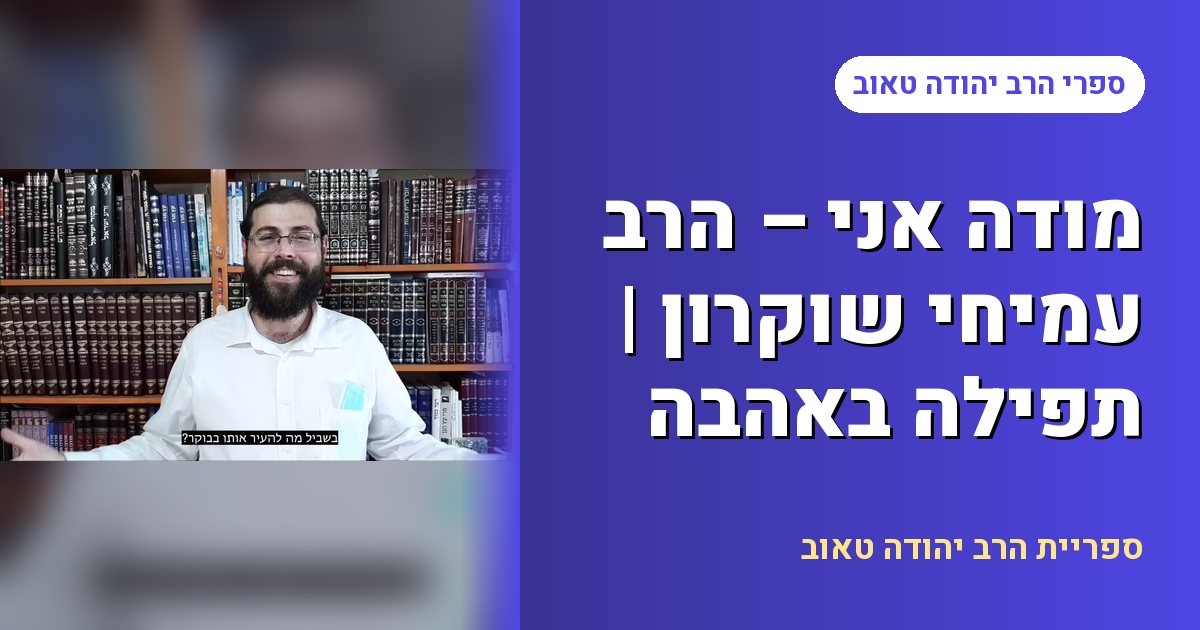 ספרי הרב יהודה טאוב
מודה אני – הרב
עמיחי שוקרון |
תפילה באהבה
ספריית הרב יהודה טאוב
בשביל מה להעיר אותו בבוקר?